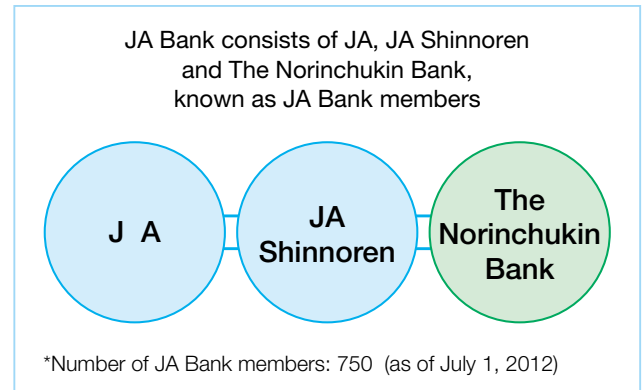 JA Bank consists of JA, JA Shinnoren
and The Norinchukin Bank,
known as JA Bank members
J A
JA
Shinnoren
The
Norinchukin
Bank
*Number of JA Bank members: 750 (as of July 1, 2012)